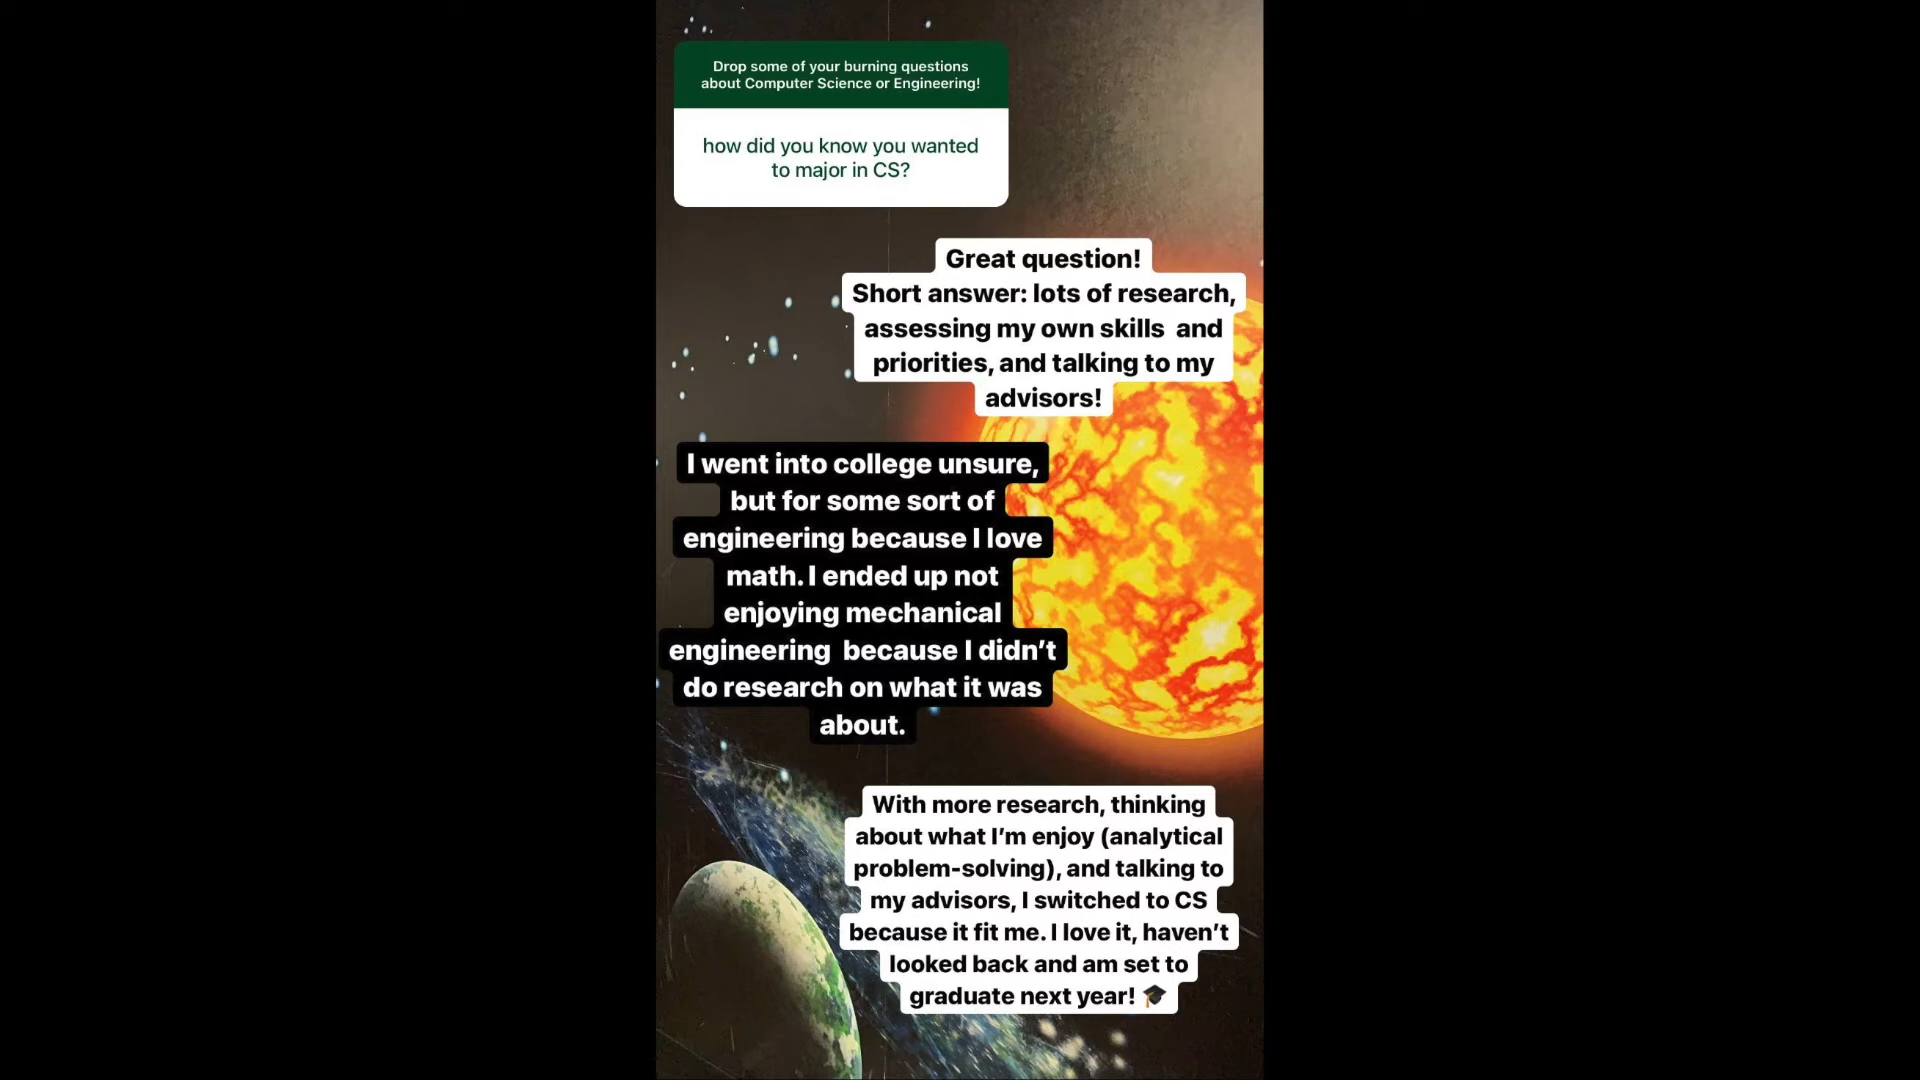 Drop some of your burning questions
about Computer Science or Engineering!
how did you know you wanted
to major in CS?
Great question!
Short answer: lots of research,
assessing my own skills and
priorities, and talking to my
advisors!
I went into college unsure,
but for some sort of
engineering because I love
math. I ended up not
enjoying mechanical
engineering because I didn’t
do research on what it was
about.
With more research, thinking
about what I’m enjoy (analytical
problem-solving), and talking to
my advisors, I switched to CS
because it fit me. I love it, haven’t
looked back and am set to
graduate next year! 🎓